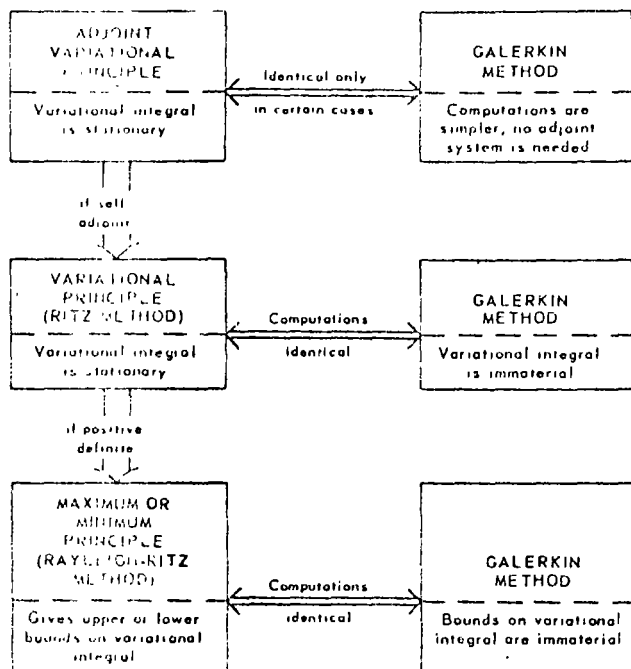 ADJOINT
VARIATIONAL
PRINCIPLE
Variational integral
is stationary
Identical only
in certain cases
GALERKIN
METHOD
Computations are
simpler, no adjoint
system is needed
if self
adjoint
VARIATIONAL
PRINCIPLE
(RITZ METHOD)
Variational integral
is stationary
Computations
identical
GALERKIN
METHOD
Variational integral
is immaterial
if positive
definite
MAXIMUM OR
MINIMUM
PRINCIPLE
(RAYLEIGH-RITZ
METHOD)
Gives upper or lower
bounds on variational
integral
Computations
identical
GALERKIN
METHOD
Bounds on variational
integral are immaterial